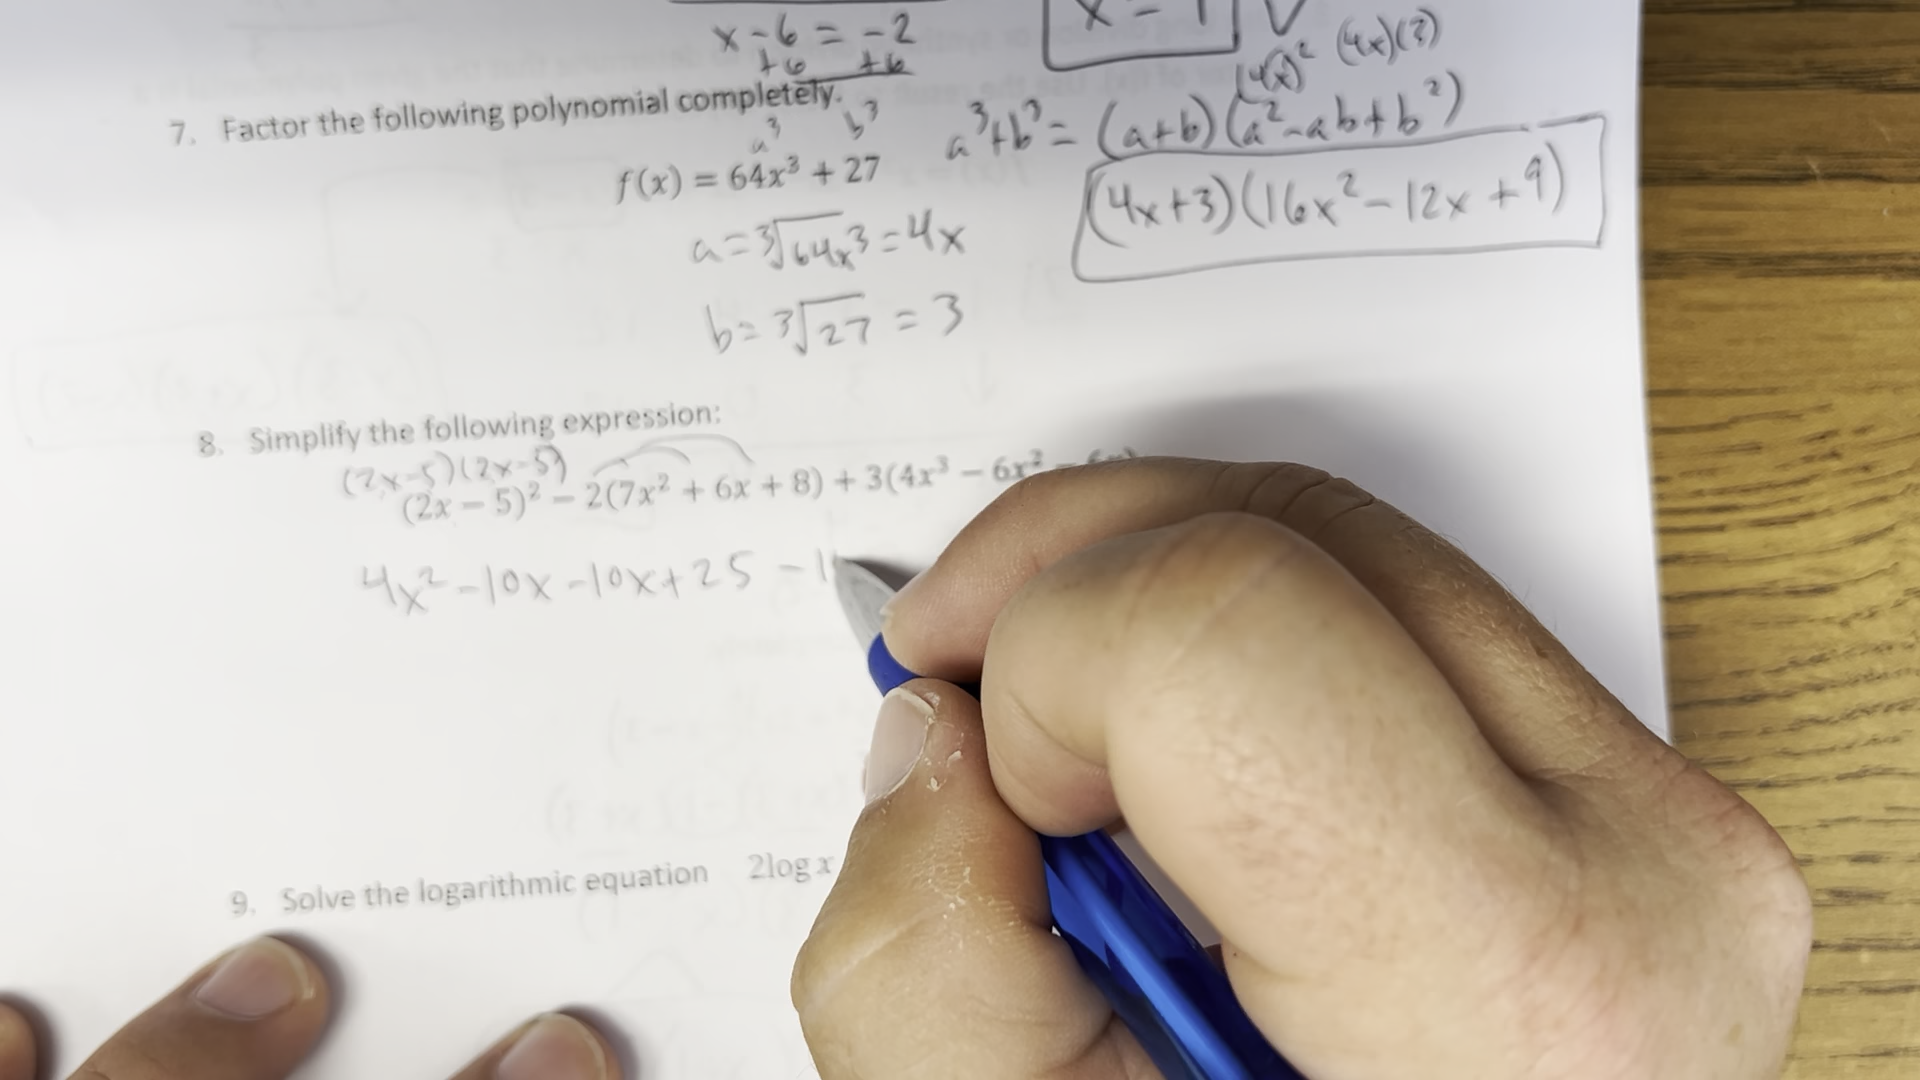 x - 6 = -2
+6 +6
(4x)² (4x)(3)
7. Factor the following polynomial completely.
a³ b³
a³+b³ = (a+b)(a²-ab+b²)
f(x) = 64x³ + 27
(4x+3)(16x²-12x+9)
a = ³√64x³ = 4x
b = ³√27 = 3
8. Simplify the following expression:
(2x-5)(2x-5)
(2x - 5)² - 2(7x² + 6x + 8) + 3(4x³ - 6x²
4x² -10x -10x+25 -1
9. Solve the logarithmic equation 2log x